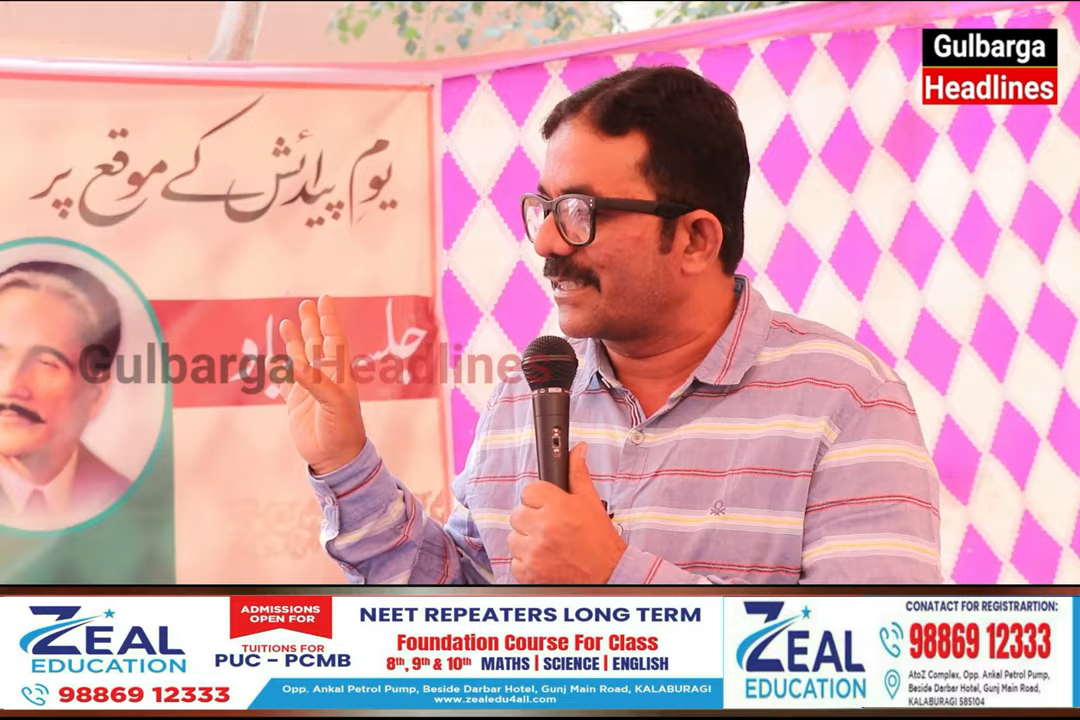 Gulbarga
Headlines
یومِ پیدائش کے موقع پر
Gulbarga Headlines
ZEAL
EDUCATION
98869 12333
ADMISSIONS
OPEN FOR
TUITIONS FOR
PUC – PCMB
NEET REPEATERS LONG TERM
Foundation Course For Class
8th, 9th & 10th MATHS | SCIENCE | ENGLISH
Opp. Ankal Petrol Pump, Beside Darbar Hotel, Gunj Main Road, KALABURAGI
www.zealedu4all.com
ZEAL
EDUCATION
CONATACT FOR REGISTRARTION:
98869 12333
AtoZ Complex, Opp. Ankal Petrol Pump,
Beside Darbar Hotel, Gunj Main Road,
KALABURAGI 585104